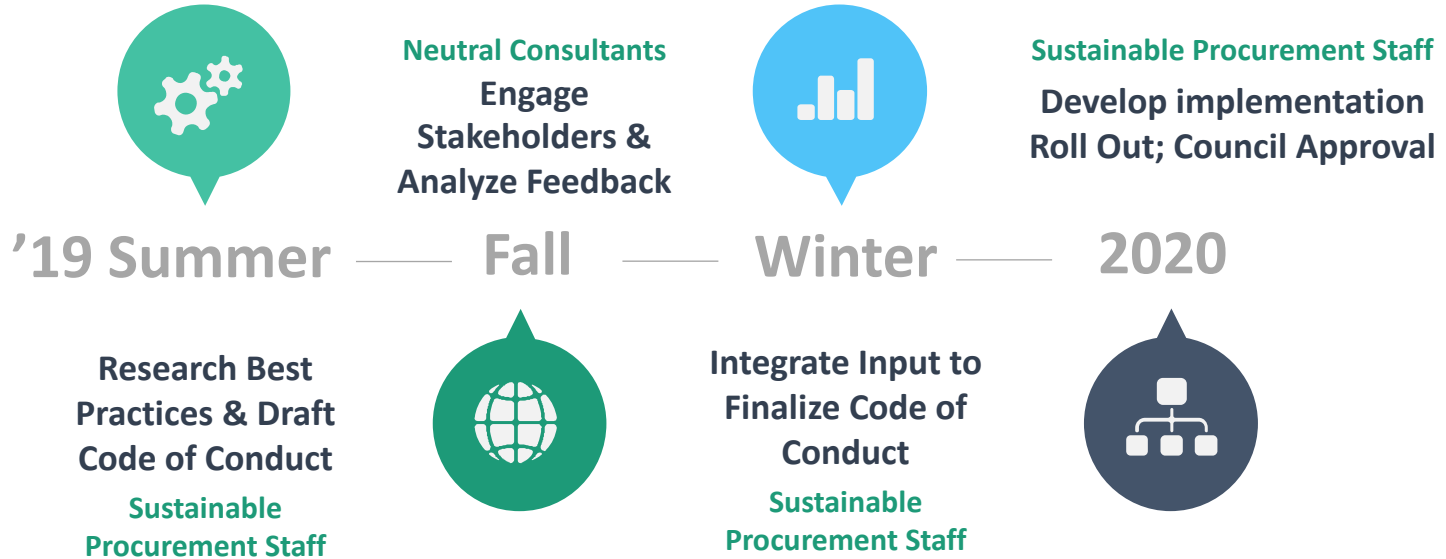 Neutral Consultants
Engage
Stakeholders &
Analyze Feedback
Sustainable Procurement Staff
Develop implementation
Roll Out; Council Approval
’19 Summer
Fall
Winter
2020
Research Best
Practices & Draft
Code of Conduct
Sustainable
Procurement Staff
Integrate Input to
Finalize Code of
Conduct
Sustainable
Procurement Staff